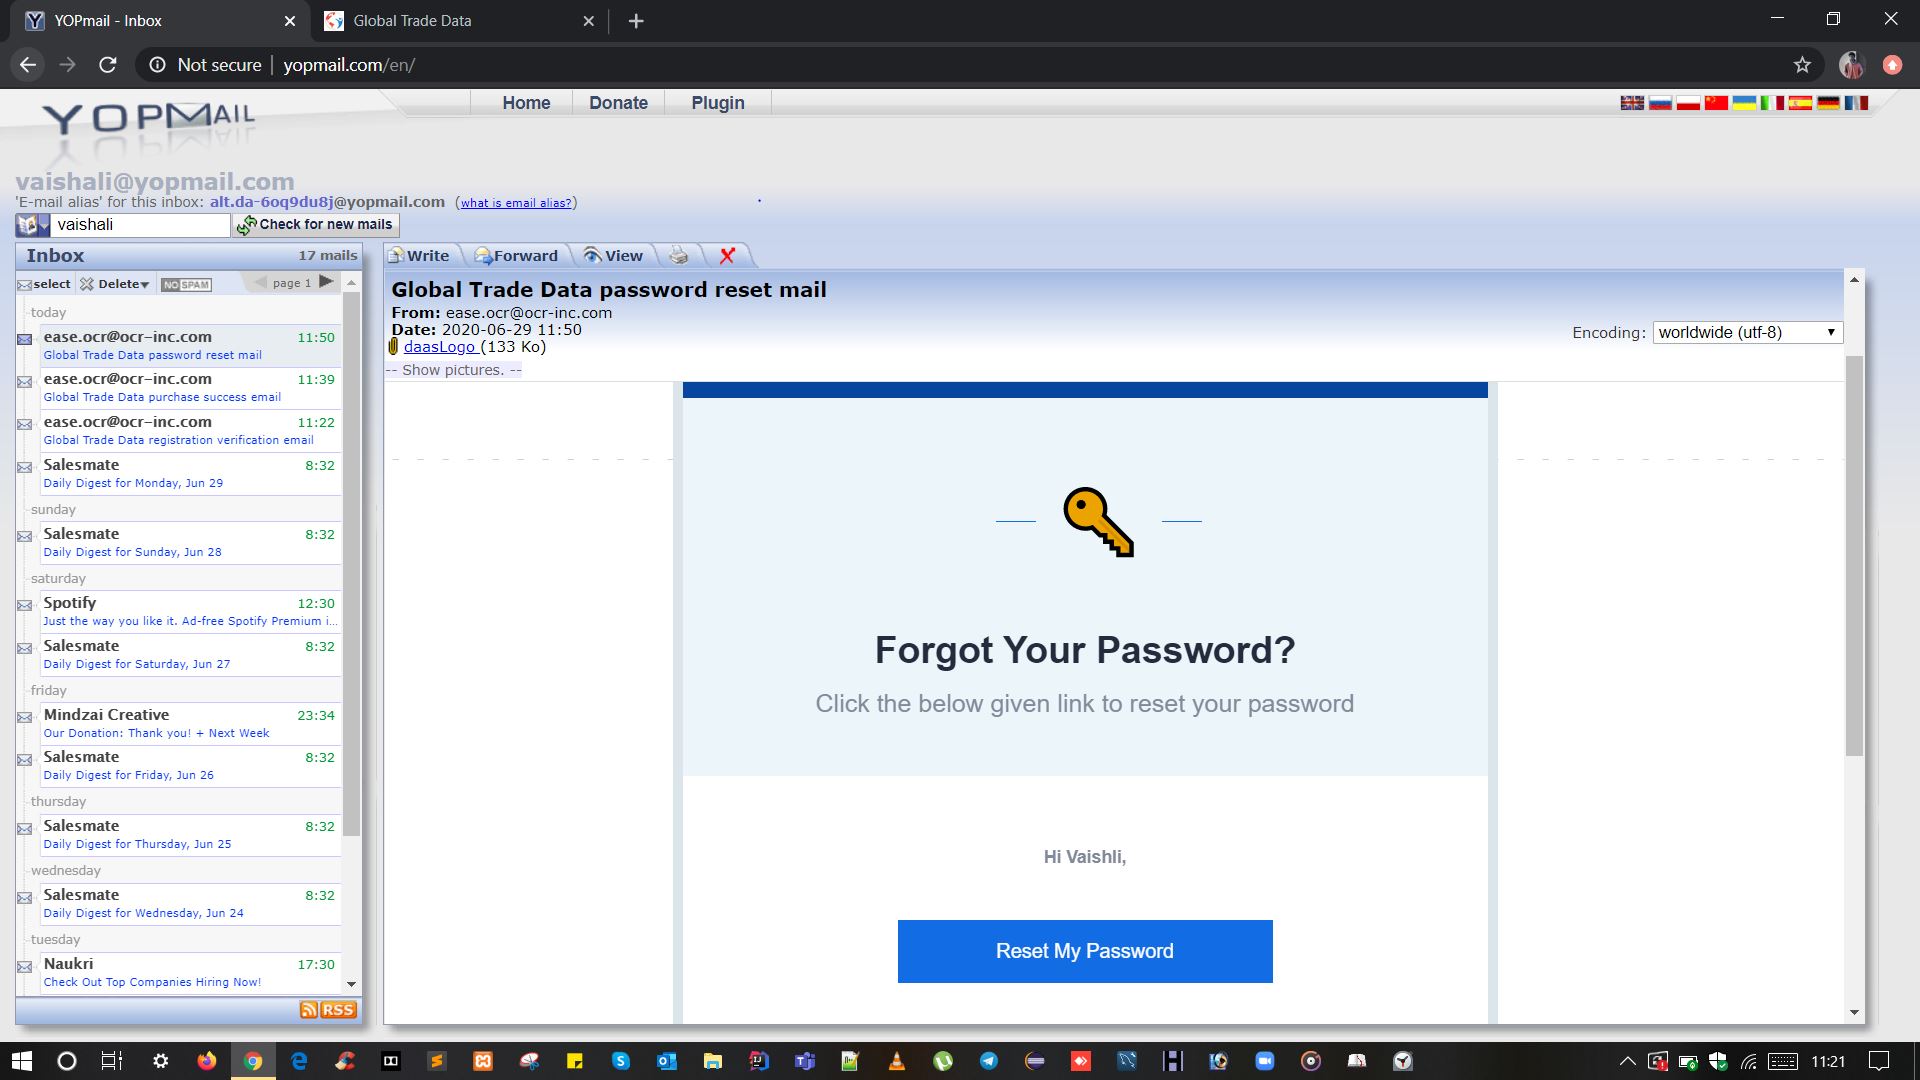 YOPmail - Inbox
Global Trade Data
Not secure
yopmail.com/en/
YOPMAIL
Home
Donate
Plugin
vaishali@yopmail.com
'E-mail alias' for this inbox: alt.da-6oq9du8j@yopmail.com (what is email alias?)
vaishali
Check for new mails
Inbox
17 mails
select
Delete
NO SPAM
page 1
today
ease.ocr@ocr-inc.com 11:50
Global Trade Data password reset mail
ease.ocr@ocr-inc.com 11:39
Global Trade Data purchase success email
ease.ocr@ocr-inc.com 11:22
Global Trade Data registration verification email
Salesmate 8:32
Daily Digest for Monday, Jun 29
sunday
Salesmate 8:32
Daily Digest for Sunday, Jun 28
saturday
Spotify 12:30
Just the way you like it. Ad-free Spotify Premium i...
Salesmate 8:32
Daily Digest for Saturday, Jun 27
friday
Mindzai Creative 23:34
Our Donation: Thank you! + Next Week
Salesmate 8:32
Daily Digest for Friday, Jun 26
thursday
Salesmate 8:32
Daily Digest for Thursday, Jun 25
wednesday
Salesmate 8:32
Daily Digest for Wednesday, Jun 24
tuesday
Naukri 17:30
Check Out Top Companies Hiring Now!
RSS
Write
Forward
View
Global Trade Data password reset mail
From: ease.ocr@ocr-inc.com
Date: 2020-06-29 11:50
daasLogo (133 Ko)
Encoding: worldwide (utf-8)
-- Show pictures. --
Forgot Your Password?
Click the below given link to reset your password
Hi Vaishli,
Reset My Password
11:21